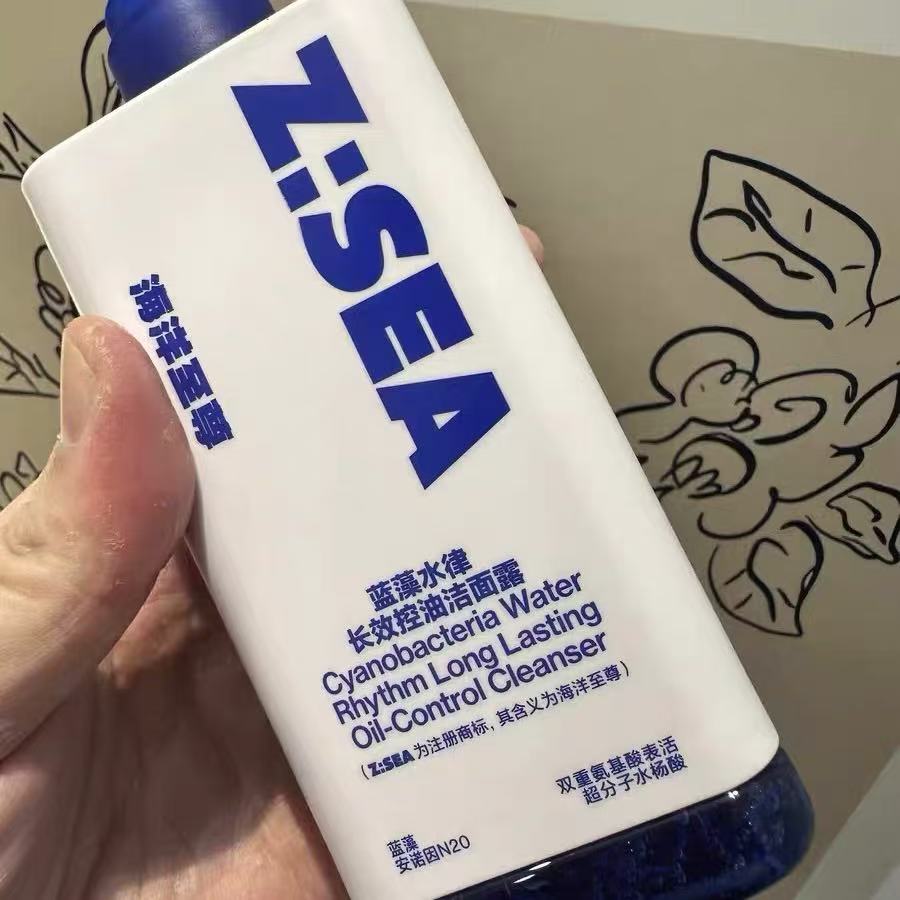 Z:SEA
海洋至尊
蓝藻水律
长效控油洁面露
Cyanobacteria Water
Rhythm Long Lasting
Oil-Control Cleanser
(Z:SEA 为注册商标，其含义为海洋至尊)
双重氨基酸表活
超分子水杨酸
蓝藻
安诺因N20